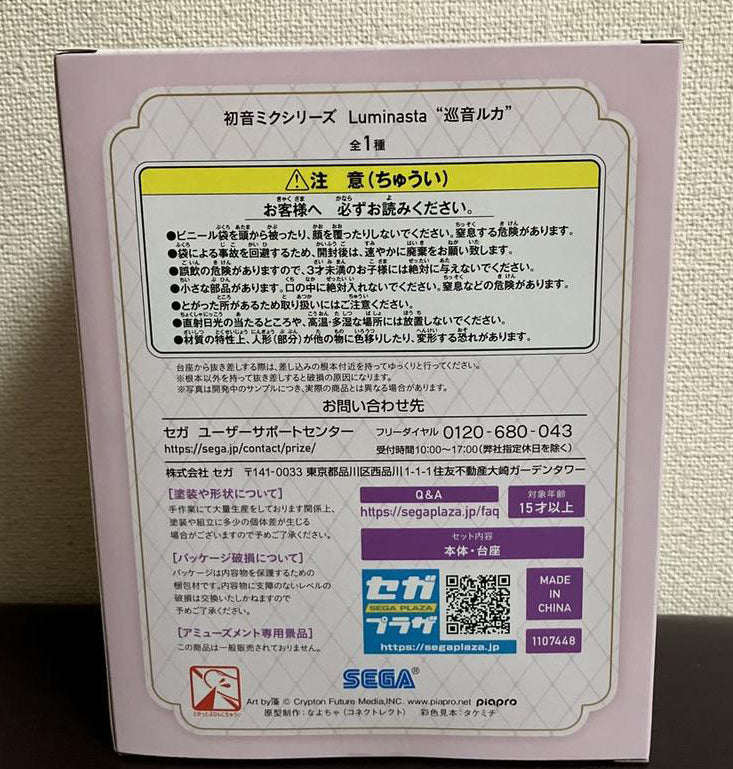 初音ミクシリーズ Luminasta “巡音ルカ”
全1種
注 意(ちゅうい)
お客様へ 必ずお読みください。
●ビニール袋を頭から被ったり、顔を覆ったりしないでください。窒息する危険があります。
●袋による事故を回避するため、開封後は、速やかに廃棄をお願い致します。
●誤飲の危険がありますので、3才未満のお子様には絶対に与えないでください。
●小さな部品があります。口の中に絶対入れないでください。窒息などの危険があります。
●とがった所があるため取り扱いにはご注意ください。
●直射日光の当たるところや、高温・多湿な場所には放置しないでください。
●材質の特性上、人形(部分)が他の物に色移りしたり、変形する恐れがあります。
台座から抜き差しする際は、差し込みの根本付近を持ってゆっくりと行ってください。
※根本以外を持って抜き差しすると破損の原因になります。
※写真は開発中のサンプルにつき、実際の商品とは異なる場合があります。
お問い合わせ先
セガ ユーザーサポートセンター フリーダイヤル 0120-680-043
https://sega.jp/contact/prize/ 受付時間10:00～17:00(弊社指定休日を除く)
株式会社 セガ 〒141-0033 東京都品川区西品川1-1-1住友不動産大崎ガーデンタワー
[塗装や形状について]
手作業にて大量生産をしております関係上、
塗装や組立に多少の個体差が生じる
場合がございますので予めご了承ください。
[パッケージ破損について]
パッケージは内容物を保護するための
梱包材です。内容物に支障のないレベルの
破損は交換いたしかねますので
予めご了承ください。
[アミューズメント専用景品]
この商品は一般販売されておりません。
Q&A
https://segaplaza.jp/faq
対象年齢
15才以上
セット内容
本体・台座
セガ
SEGA PLAZA
プラザ
https://segaplaza.jp
MADE
IN
CHINA
1107448
SEGA®
とがったぶひんにちゅうい
Art by藻 © Crypton Future Media,INC. www.piapro.net piapro
原型制作:なよちゃ(コネクトレクト) 彩色見本:タケミチ